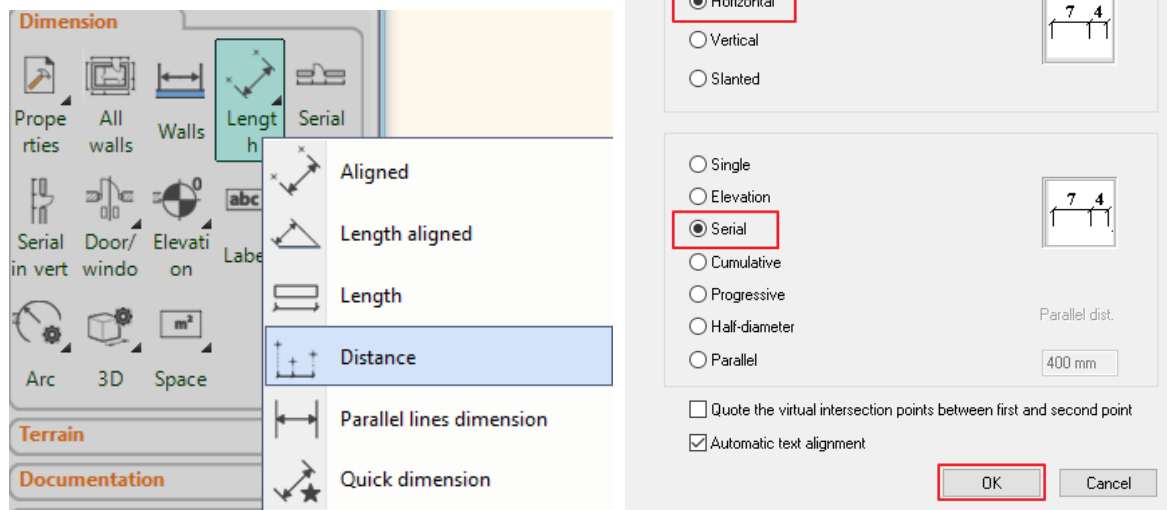 Dimension
Prope
rties
All
walls
Walls
Lengt
h
Serial
Serial
in vert
Door/
windo
Elevati
on
abc
Labe
Arc
3D
m²
Space
Terrain
Documentation
Aligned
Length aligned
Length
Distance
Parallel lines dimension
Quick dimension
Horizontal
Vertical
Slanted
7 4
Single
Elevation
Serial
Cumulative
Progressive
Half-diameter
Parallel
7 4
Parallel dist.
400 mm
Quote the virtual intersection points between first and second point
Automatic text alignment
OK
Cancel